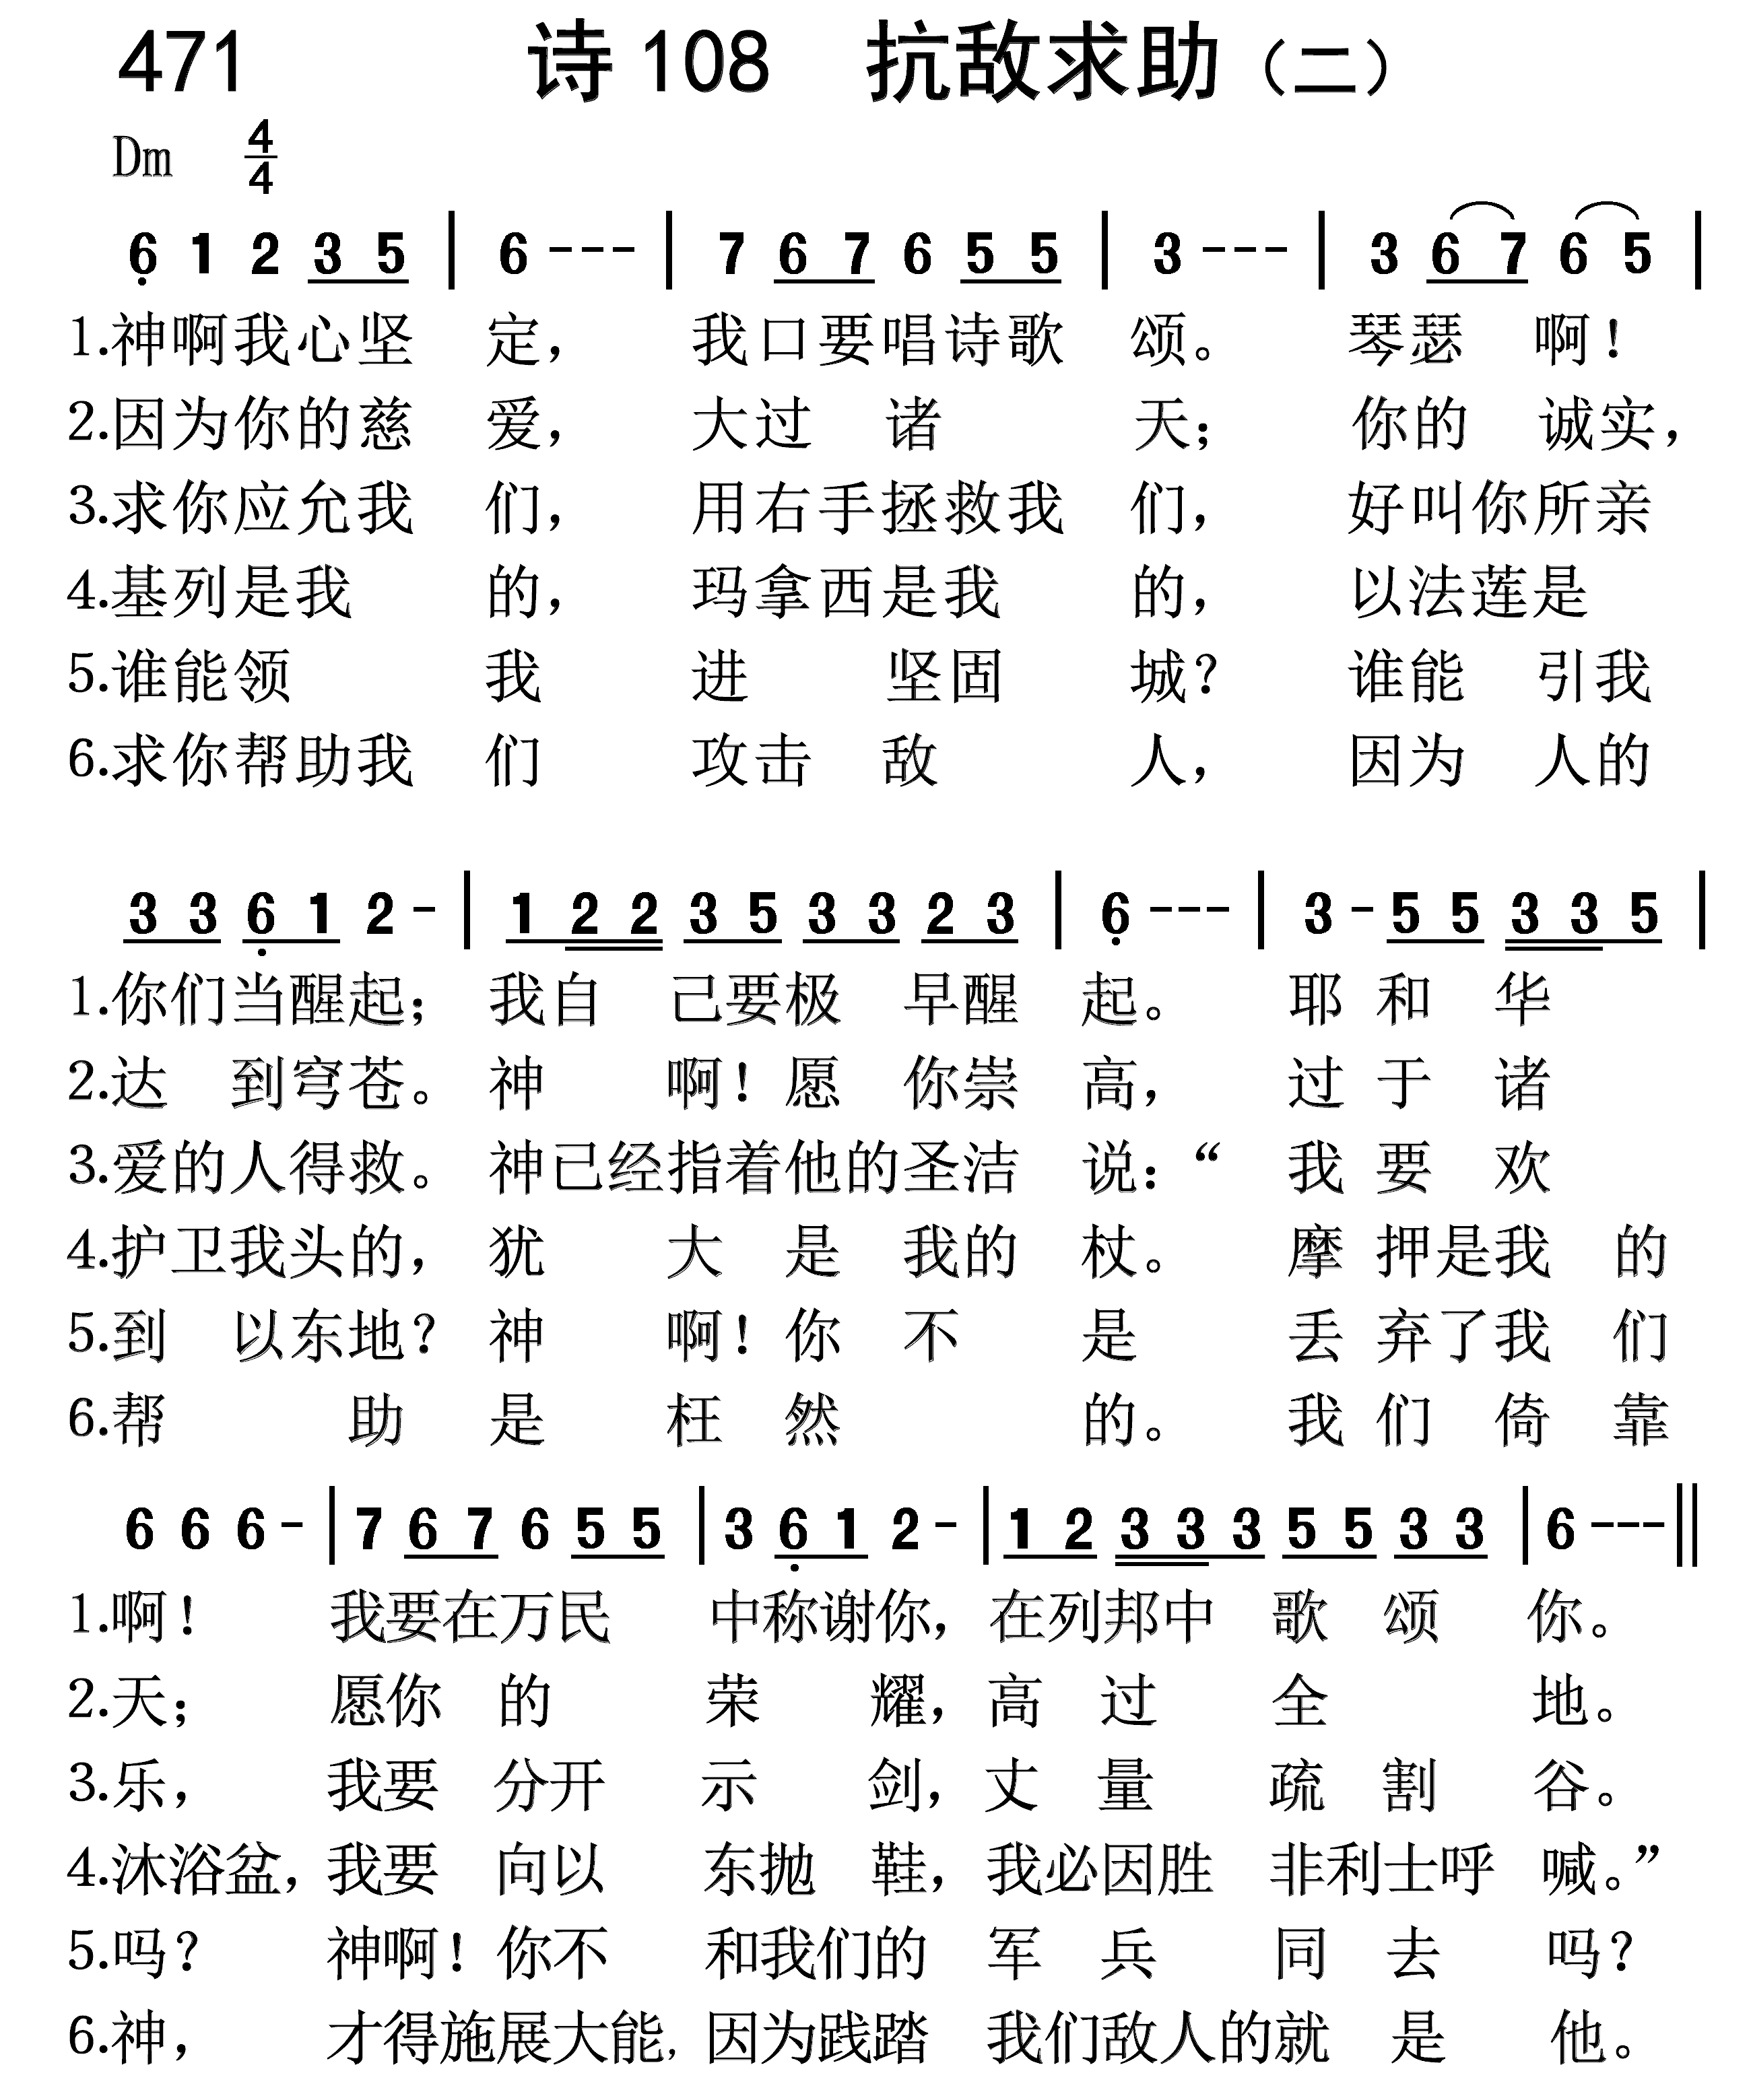 471 诗108 抗敌求助（二）
Dm 4/4
6 1 2 3 5 | 6 - - - | 7 6 7 6 5 5 | 3 - - - | 3 6 7 6 5 |
1.神啊我心坚 定， 我口要唱诗歌 颂。 琴瑟 啊！
2.因为你的慈 爱， 大过 诸 天； 你的 诚实，
3.求你应允我 们， 用右手拯救我 们， 好叫你所亲
4.基列是我 的， 玛拿西是我 的， 以法莲是
5.谁能领 我 进 坚固 城？ 谁能 引我
6.求你帮助我 们 攻击 敌 人， 因为 人的
3 3 6 1 2 - | 1 2 2 3 5 3 3 2 3 | 6 - - - | 3 - 5 5 3 3 5 |
1.你们当醒起； 我自 己要极 早醒 起。 耶 和 华
2.达 到穹苍。 神 啊！愿 你崇 高， 过 于 诸
3.爱的人得救。 神已经指着他的圣洁 说：“ 我 要 欢
4.护卫我头的， 犹 大 是 我的 杖。 摩 押是我 的
5.到 以东地？ 神 啊！你 不 是 丢 弃了我 们
6.帮 助 是 枉 然 的。 我 们 倚 靠
6 6 6 - | 7 6 7 6 5 5 | 3 6 1 2 - | 1 2 3 3 3 5 5 3 3 | 6 - - - ||
1.啊！ 我要在万民 中称谢你， 在列邦中 歌 颂 你。
2.天； 愿你 的 荣 耀， 高 过 全 地。
3.乐， 我要 分开 示 剑， 丈 量 疏 割 谷。
4.沐浴盆， 我要 向以 东抛 鞋， 我必因胜 非利士呼 喊。”
5.吗？ 神啊！你不 和我们的 军 兵 同 去 吗？
6.神， 才得施展大能， 因为践踏 我们敌人的就 是 他。